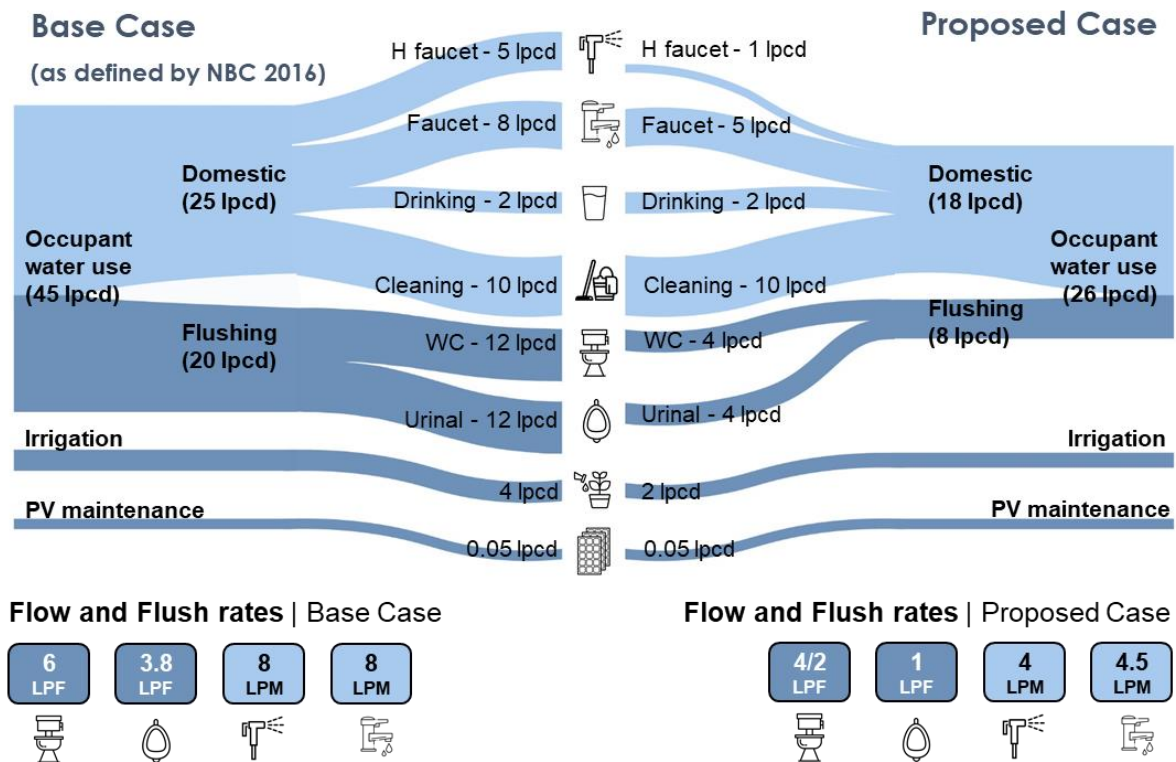 Base Case
(as defined by NBC 2016)
Proposed Case
H faucet - 5 lpcd
H faucet - 1 lpcd
Faucet - 8 lpcd
Faucet - 5 lpcd
Domestic
(25 lpcd)
Domestic
(18 lpcd)
Drinking - 2 lpcd
Drinking - 2 lpcd
Occupant
water use
(45 lpcd)
Occupant
water use
(26 lpcd)
Cleaning - 10 lpcd
Cleaning - 10 lpcd
Flushing
(20 lpcd)
Flushing
(8 lpcd)
WC - 12 lpcd
WC - 4 lpcd
Urinal - 12 lpcd
Urinal - 4 lpcd
Irrigation
Irrigation
4 lpcd
2 lpcd
PV maintenance
PV maintenance
0.05 lpcd
0.05 lpcd
Flow and Flush rates | Base Case
6
LPF
3.8
LPF
8
LPM
8
LPM
Flow and Flush rates | Proposed Case
4/2
LPF
1
LPF
4
LPM
4.5
LPM